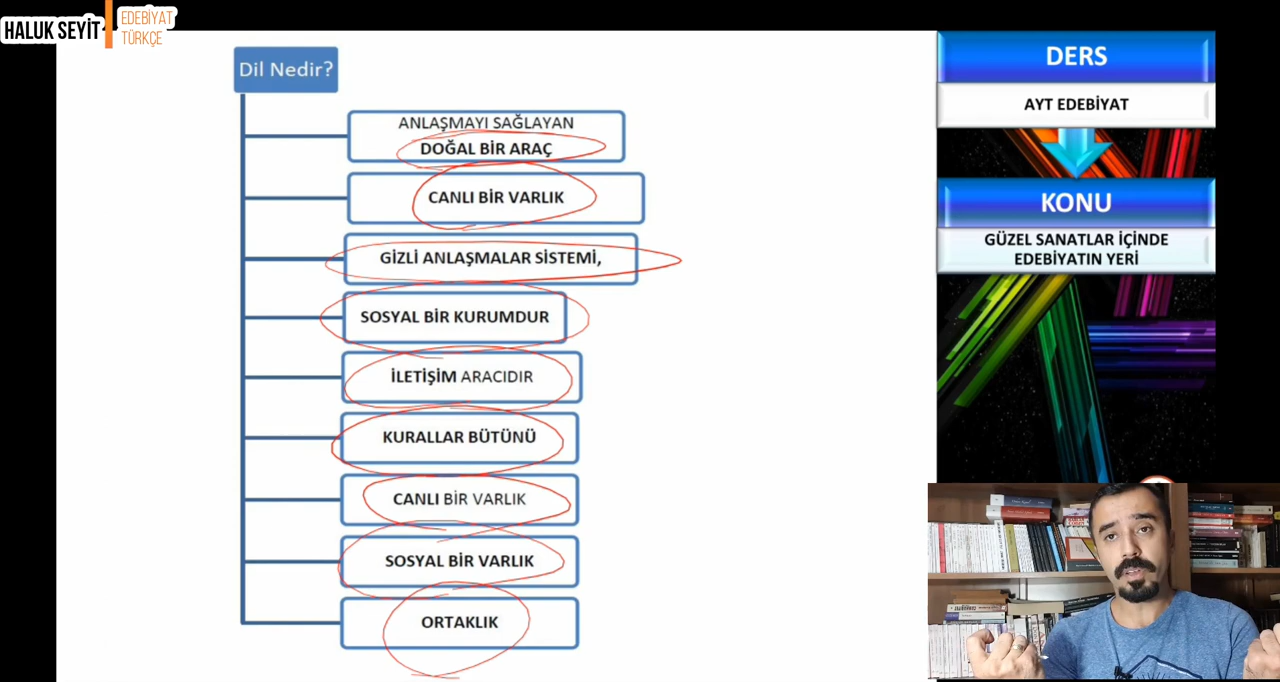 HALUK SEYİT
EDEBİYAT
TÜRKÇE
Dil Nedir?
ANLAŞMAYI SAĞLAYAN
DOĞAL BİR ARAÇ
CANLI BİR VARLIK
GİZLİ ANLAŞMALAR SİSTEMİ,
SOSYAL BİR KURUMDUR
İLETİŞİM ARACIDIR
KURALLAR BÜTÜNÜ
CANLI BİR VARLIK
SOSYAL BİR VARLIK
ORTAKLIK
DERS
AYT EDEBİYAT
KONU
GÜZEL SANATLAR İÇİNDE
EDEBİYATIN YERİ